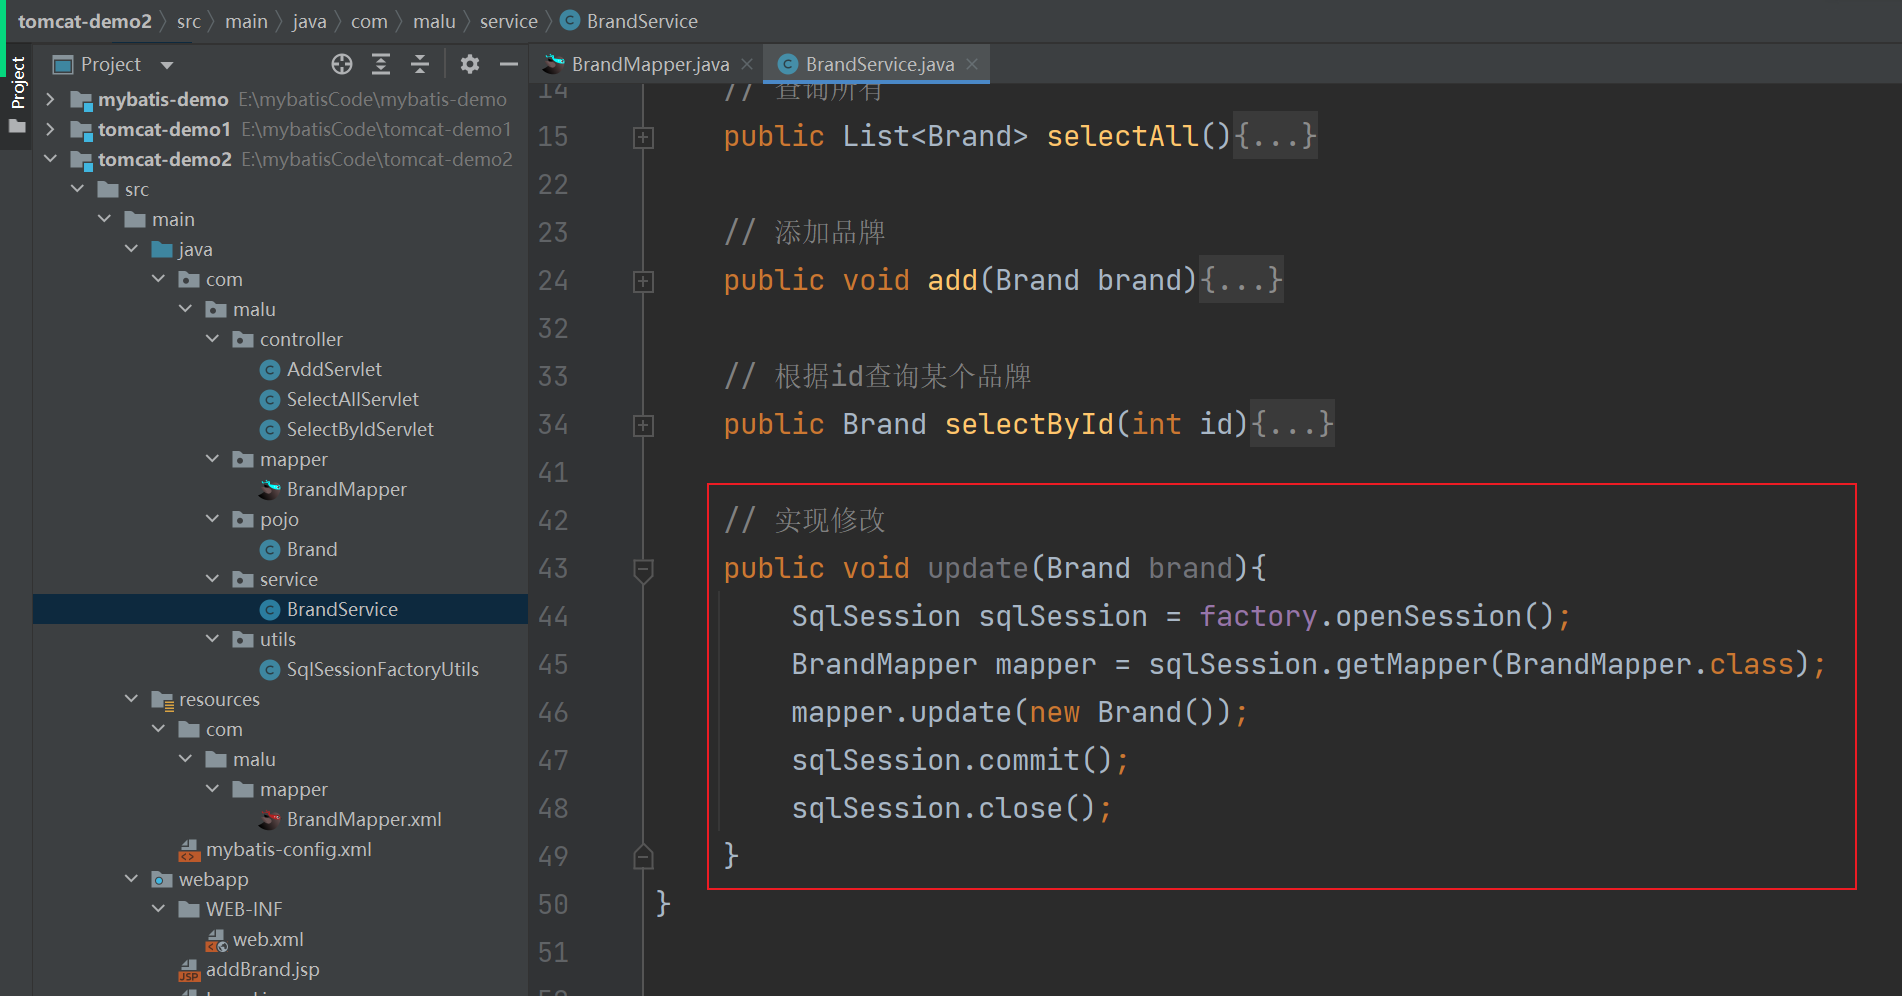 tomcat-demo2 src main java com malu service BrandService
Project
Project
mybatis-demo E:\mybatisCode\mybatis-demo
tomcat-demo1 E:\mybatisCode\tomcat-demo1
tomcat-demo2 E:\mybatisCode\tomcat-demo2
src
main
java
com
malu
controller
AddServlet
SelectAllServlet
SelectByIdServlet
mapper
BrandMapper
pojo
Brand
service
BrandService
utils
SqlSessionFactoryUtils
resources
com
malu
mapper
BrandMapper.xml
mybatis-config.xml
webapp
WEB-INF
web.xml
addBrand.jsp
BrandMapper.java BrandService.java
14 // 查询所有
15 public List<Brand> selectAll(){...}
22
23 // 添加品牌
24 public void add(Brand brand){...}
32
33 // 根据id查询某个品牌
34 public Brand selectById(int id){...}
41
42 // 实现修改
43 public void update(Brand brand){
44 SqlSession sqlSession = factory.openSession();
45 BrandMapper mapper = sqlSession.getMapper(BrandMapper.class);
46 mapper.update(new Brand());
47 sqlSession.commit();
48 sqlSession.close();
49 }
50 }
51